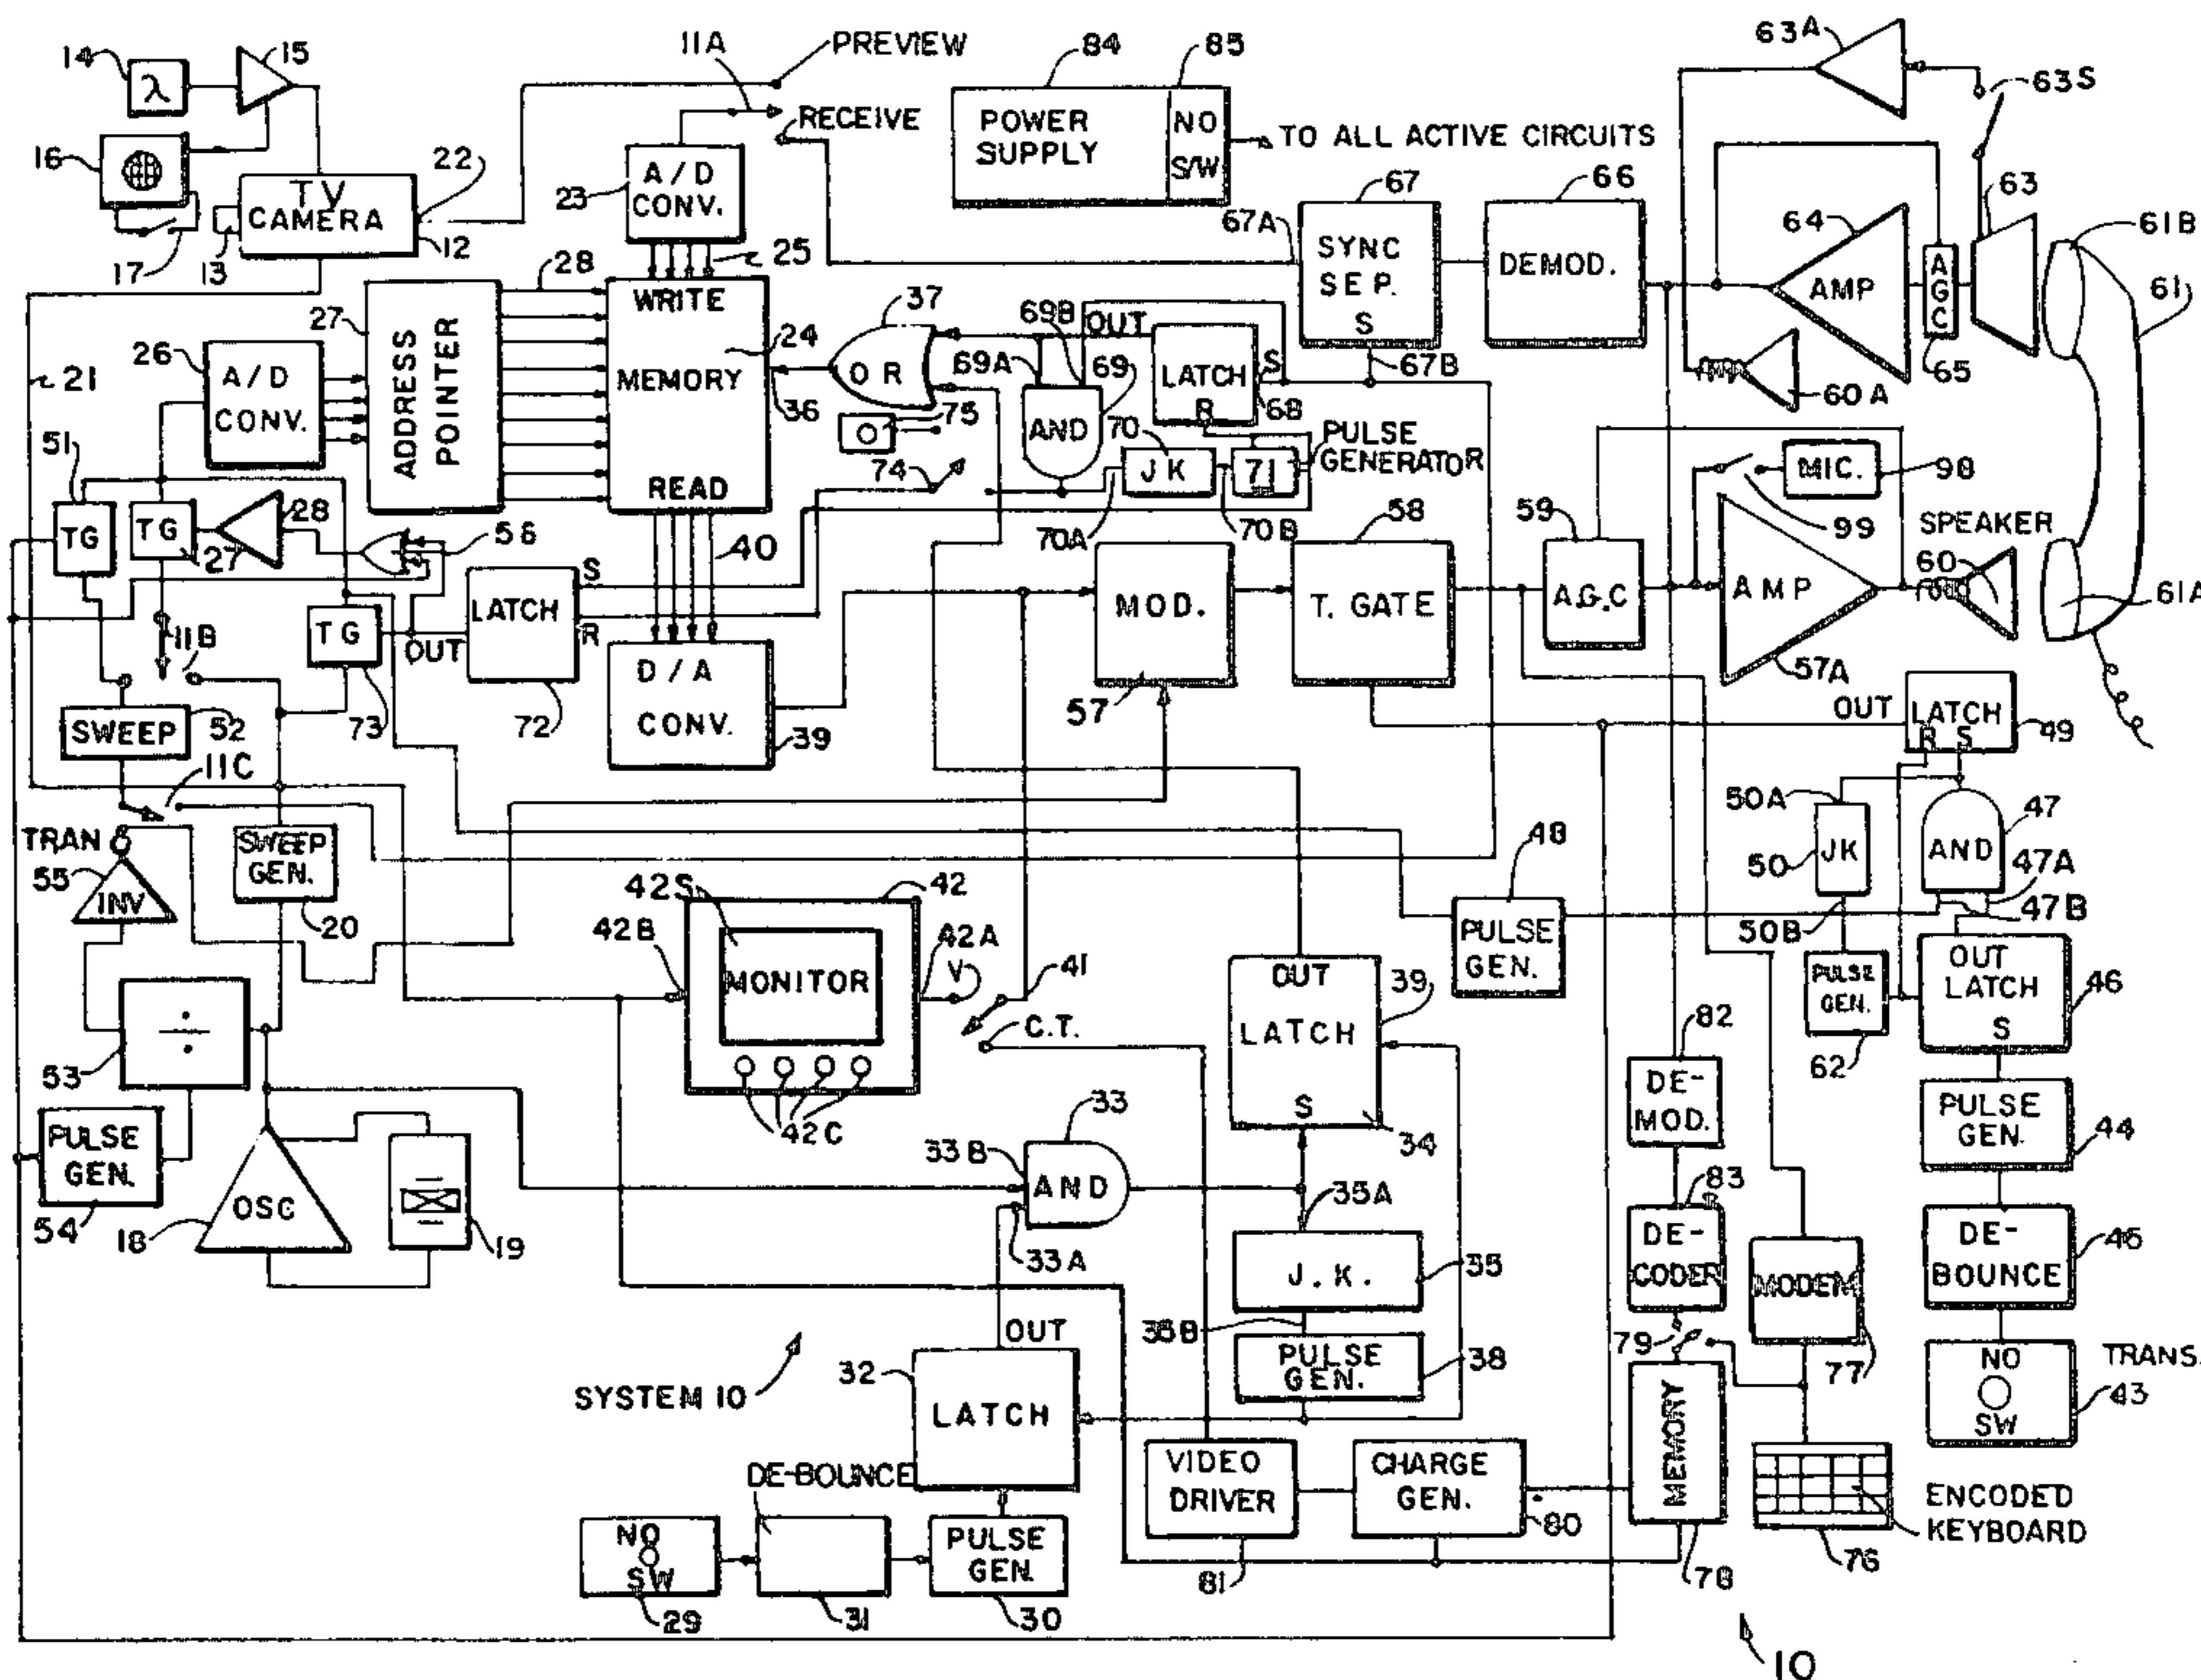 14
λ
15
11A
PREVIEW
84
85
63A
63S
16
22
RECEIVE
POWER
SUPPLY
NO
S/W
TO ALL ACTIVE CIRCUITS
17
13
TV
CAMERA
12
23
A/D
CONV.
25
67A
67
SYNC
SEP.
S
67B
66
DEMOD.
64
AMP
AGC
65
63
61B
61
60A
21
26
A/D
CONV.
27
ADDRESS
POINTER
28
WRITE
MEMORY
READ
24
36
37
OR
69B
OUT
69A
69
AND
LATCH
S
R
68
75
74
70
JK
70A
70B
71
PULSE
GENERATOR
MIC.
98
99
51
TG
TG
27
28
56
40
58
59
SPEAKER
60
61A
11B
TG
73
OUT
LATCH
S
R
72
D/A
CONV.
39
MOD.
57
T. GATE
A.G.C
AMP
57A
SWEEP
52
11C
OUT
LATCH
R S
49
TRAN
55
INV
SWEEP
GEN.
20
50A
50
JK
50B
AND
47
47A
47B
48
PULSE
GEN.
42S
42
42B
MONITOR
42A
V
41
C.T.
42C
OUT
LATCH
S
39
34
PULSE
GEN.
62
OUT
LATCH
S
46
53
÷
PULSE
GEN.
54
OSC
18
19
33
33B
AND
33A
35A
J.K.
35
35B
PULSE
GEN.
38
82
DE-
MOD.
83
DE-
CODER
79
MODEM
77
PULSE
GEN.
44
DE-
BOUNCE
45
NO
SW
TRANS.
43
SYSTEM 10
32
OUT
LATCH
DE-BOUNCE
NO
SW
29
31
PULSE
GEN.
30
VIDEO
DRIVER
81
CHARGE
GEN.
80
MEMORY
78
76
ENCODED
KEYBOARD
10